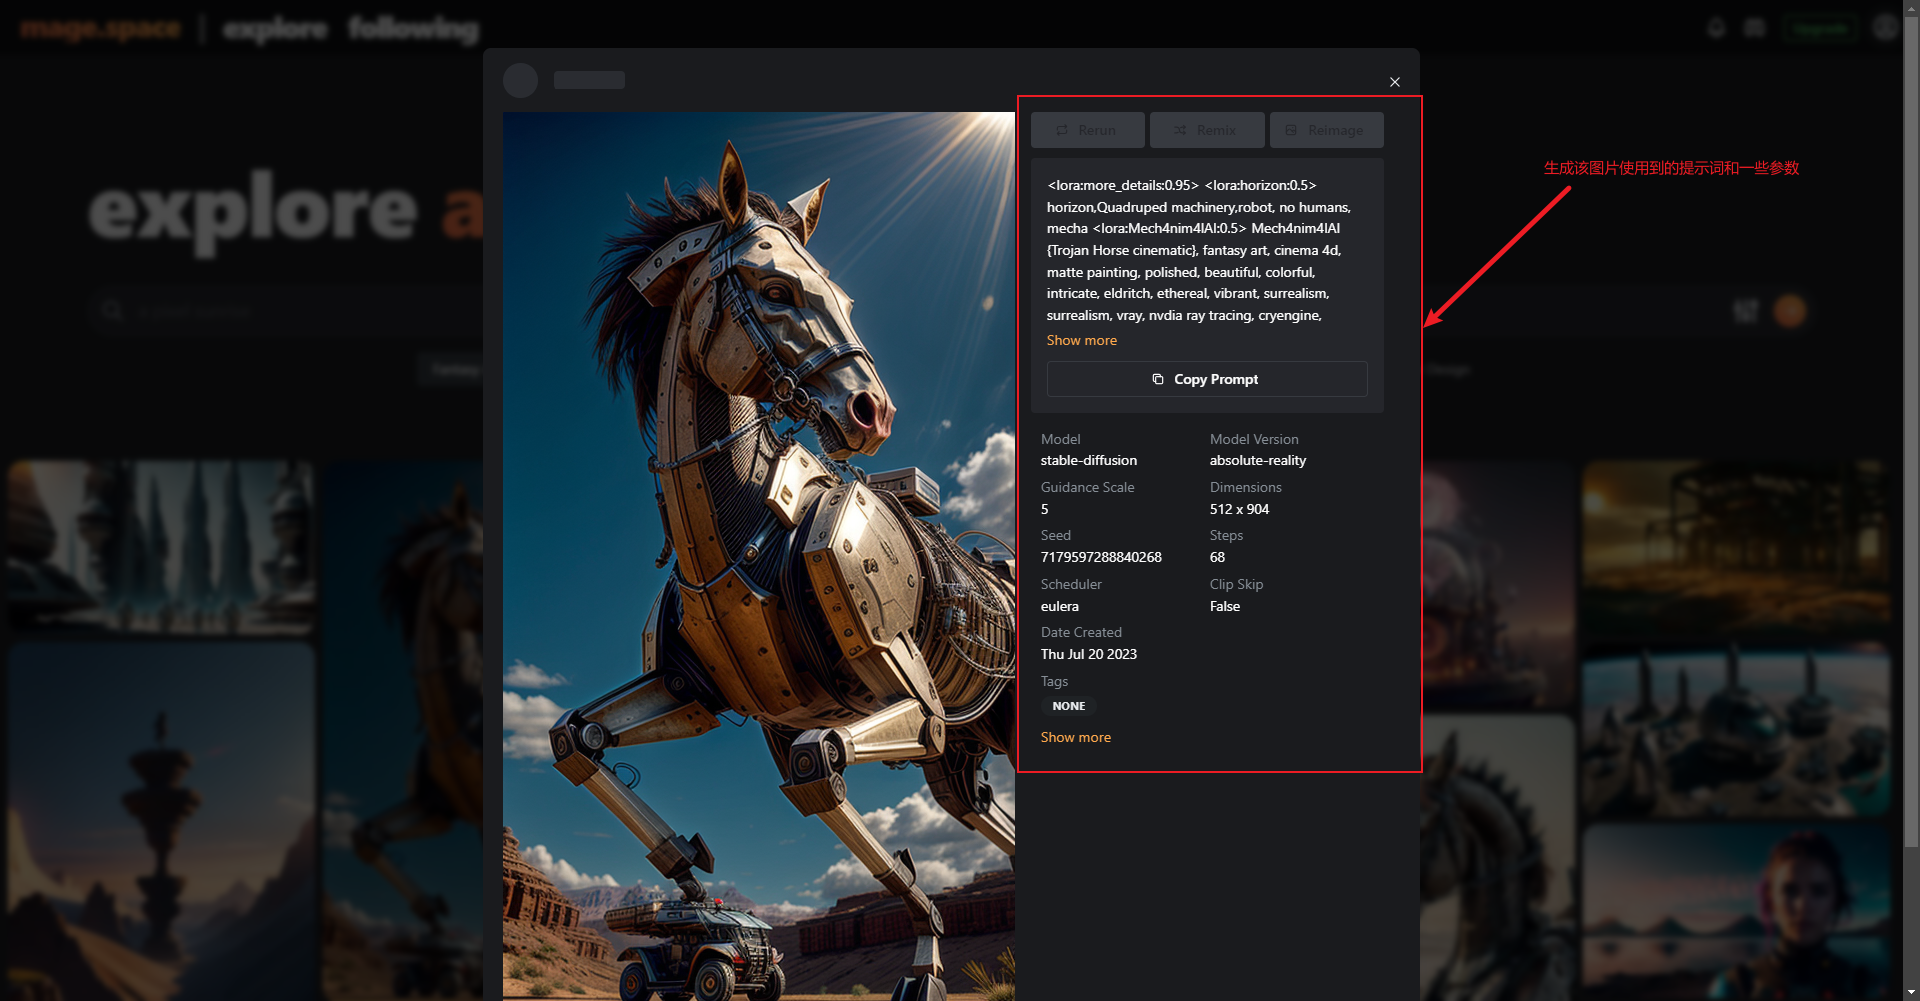 mage.space
explore
following
Upgrade
explore a
Rerun
Remix
Reimage
生成该图片使用到的提示词和一些参数
<lora:more_details:0.95> <lora:horizon:0.5>
horizon,Quadruped machinery,robot, no humans,
mecha <lora:Mech4nim4lAI:0.5> Mech4nim4lAI
{Trojan Horse cinematic}, fantasy art, cinema 4d,
matte painting, polished, beautiful, colorful,
intricate, eldritch, ethereal, vibrant, surrealism,
surrealism, vray, nvdia ray tracing, cryengine,
Show more
Fantasy
Design
Copy Prompt
Model
Model Version
stable-diffusion
absolute-reality
Guidance Scale
Dimensions
5
512 x 904
Seed
Steps
7179597288840268
68
Scheduler
Clip Skip
eulera
False
Date Created
Thu Jul 20 2023
Tags
NONE
Show more